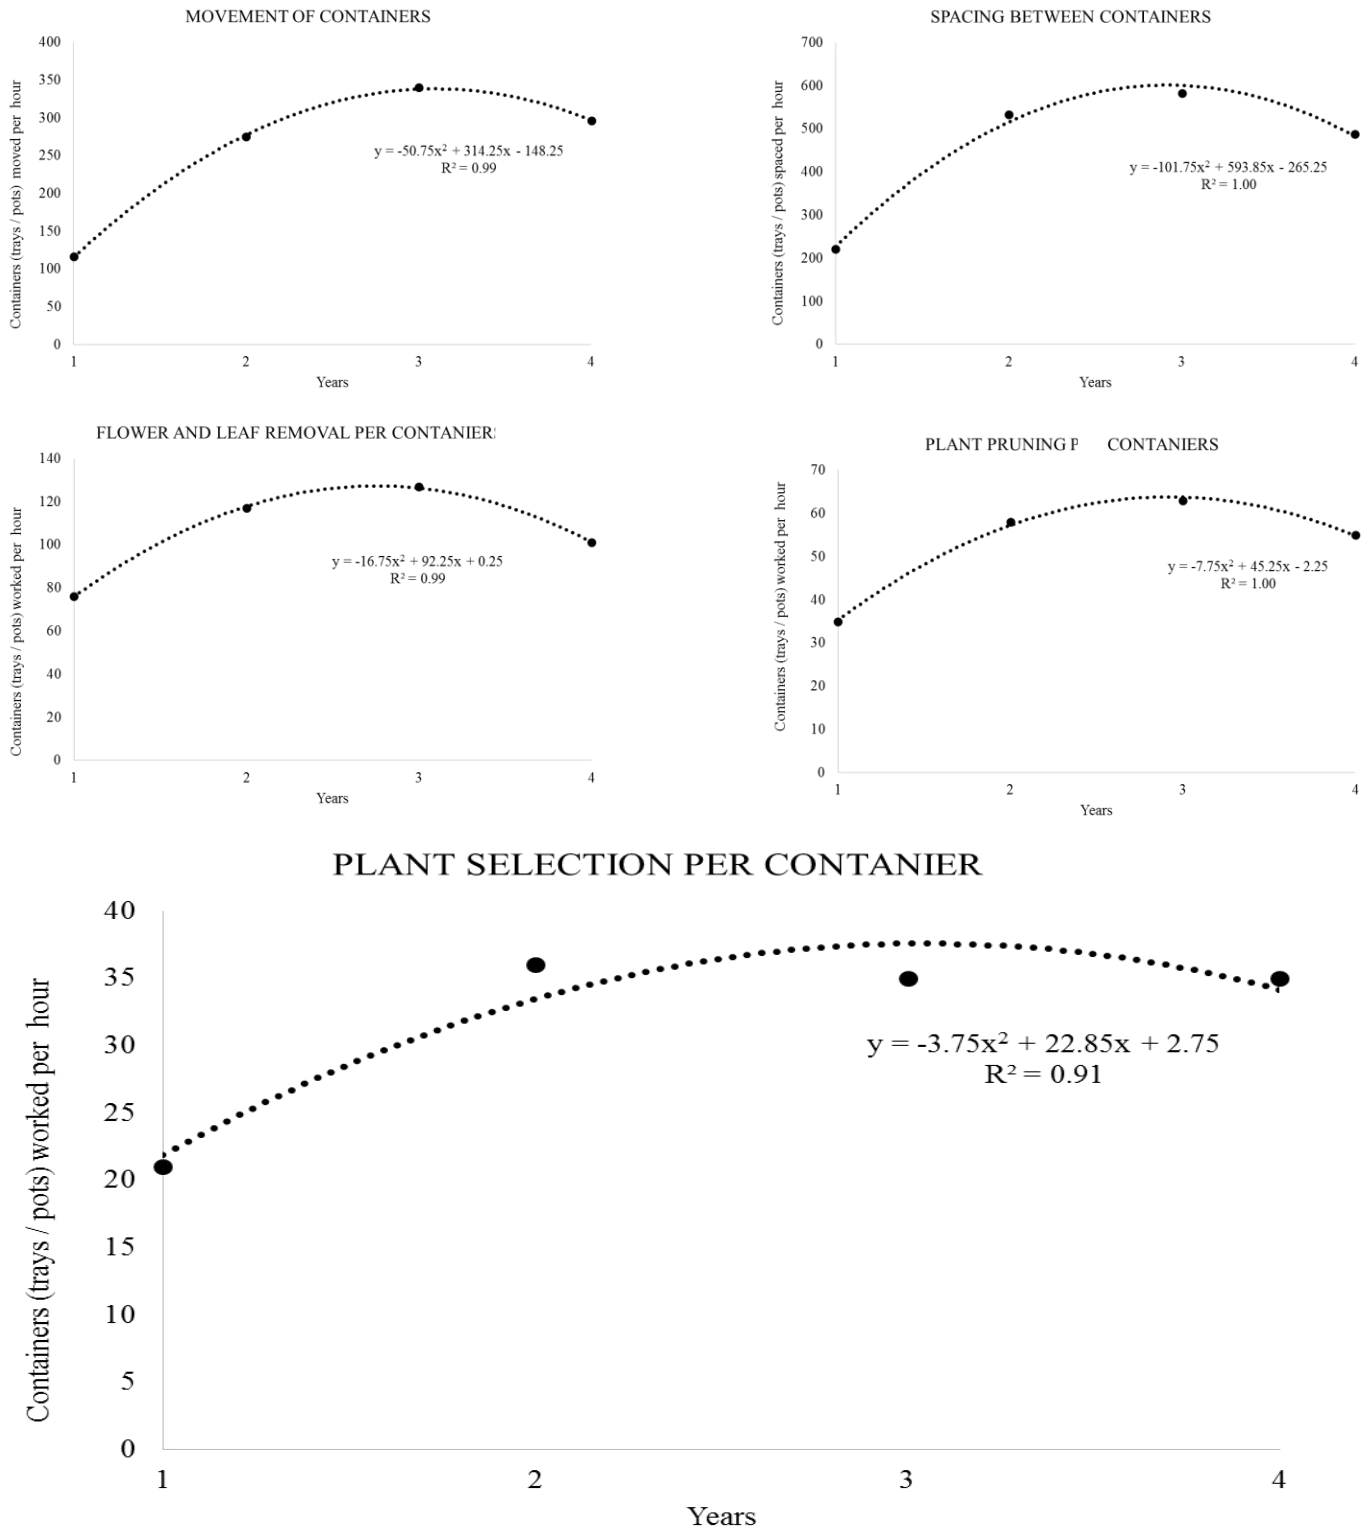 MOVEMENT OF CONTAINERS
Containers (trays / pots) moved per hour
400
350
300
250
200
150
100
50
0
y = -50.75x² + 314.25x - 148.25
R² = 0.99
1 2 3 4
Years
SPACING BETWEEN CONTAINERS
Containers (trays / pots) spaced per hour
700
600
500
400
300
200
100
0
y = -101.75x² + 593.85x - 265.25
R² = 1.00
1 2 3 4
Years
FLOWER AND LEAF REMOVAL PER CONTANIER
Containers (trays / pots) worked per hour
140
120
100
80
60
40
20
0
y = -16.75x² + 92.25x + 0.25
R² = 0.99
1 2 3 4
Years
PLANT PRUNING P CONTANIERS
Containers (trays / pots) worked per hour
70
60
50
40
30
20
10
0
y = -7.75x² + 45.25x - 2.25
R² = 1.00
1 2 3 4
Years
PLANT SELECTION PER CONTANIER
Containers (trays / pots) worked per hour
40
35
30
25
20
15
10
5
0
y = -3.75x² + 22.85x + 2.75
R² = 0.91
1 2 3 4
Years